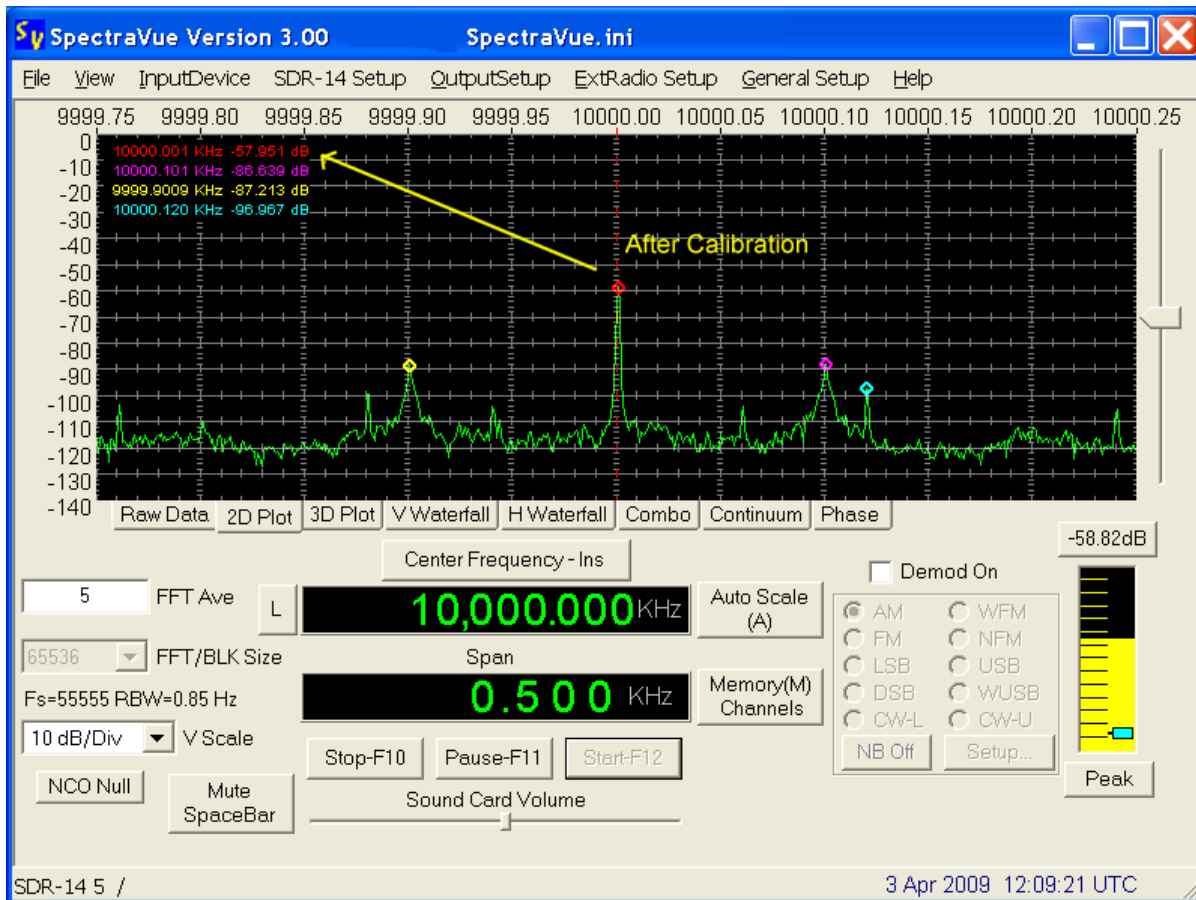 SpectraVue Version 3.00 SpectraVue.ini
File View InputDevice SDR-14 Setup OutputSetup ExtRadio Setup General Setup Help
9999.75 9999.80 9999.85 9999.90 9999.95 10000.00 10000.05 10000.10 10000.15 10000.20 10000.25
0
-10
-20
-30
-40
-50
-60
-70
-80
-90
-100
-110
-120
-130
-140
10000.001 KHz -57.951 dB
10000.101 KHz -86.639 dB
9999.9009 KHz -87.213 dB
10000.120 KHz -96.967 dB
After Calibration
Raw Data 2D Plot 3D Plot V Waterfall H Waterfall Combo Continuum Phase
-58.82dB
Center Frequency - Ins
5 FFT Ave
L
10,000.000 KHz
Auto Scale
(A)
65536 FFT/BLK Size
Span
0.500 KHz
Memory(M)
Channels
Fs=55555 RBW=0.85 Hz
10 dB/Div V Scale
Stop-F10 Pause-F11 Start-F12
NCO Null
Mute
SpaceBar
Sound Card Volume
Demod On
AM WFM
FM NFM
LSB USB
DSB WUSB
CW-L CW-U
NB Off Setup...
Peak
SDR-14 5 /
3 Apr 2009 12:09:21 UTC